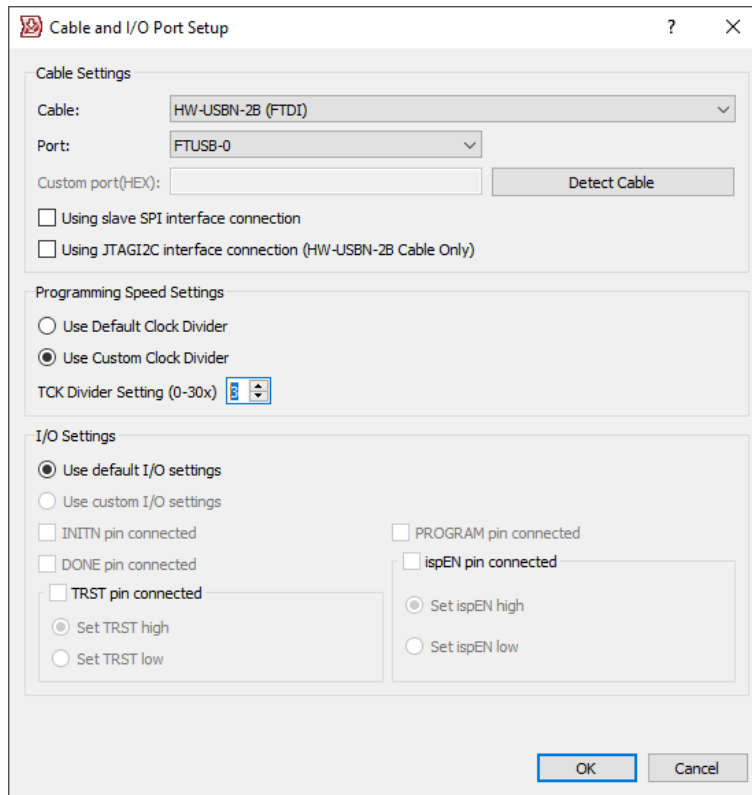 Cable and I/O Port Setup
?
Cable Settings
Cable:
HW-USBN-2B (FTDI)
Port:
FTUSB-0
Custom port(HEX):
Detect Cable
Using slave SPI interface connection
Using JTAGI2C interface connection (HW-USBN-2B Cable Only)
Programming Speed Settings
Use Default Clock Divider
Use Custom Clock Divider
TCK Divider Setting (0-30x)
3
I/O Settings
Use default I/O settings
Use custom I/O settings
INITN pin connected
PROGRAM pin connected
DONE pin connected
ispEN pin connected
TRST pin connected
Set ispEN high
Set TRST high
Set ispEN low
Set TRST low
OK
Cancel